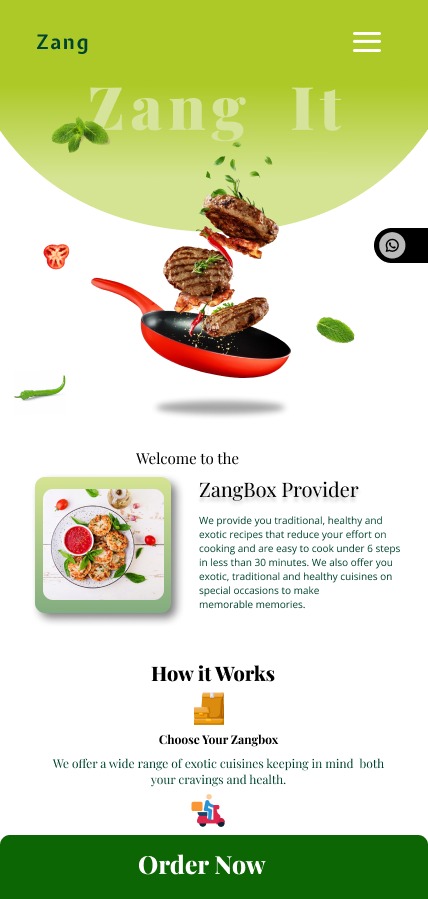 Zang
Zang It
Welcome to the
ZangBox Provider
We provide you traditional, healthy and
exotic recipes that reduce your effort on
cooking and are easy to cook under 6 steps
in less than 30 minutes. We also offer you
exotic, traditional and healthy cuisines on
special occasions to make
memorable memories.
How it Works
Choose Your Zangbox
We offer a wide range of exotic cuisines keeping in mind both
your cravings and health.
Order Now